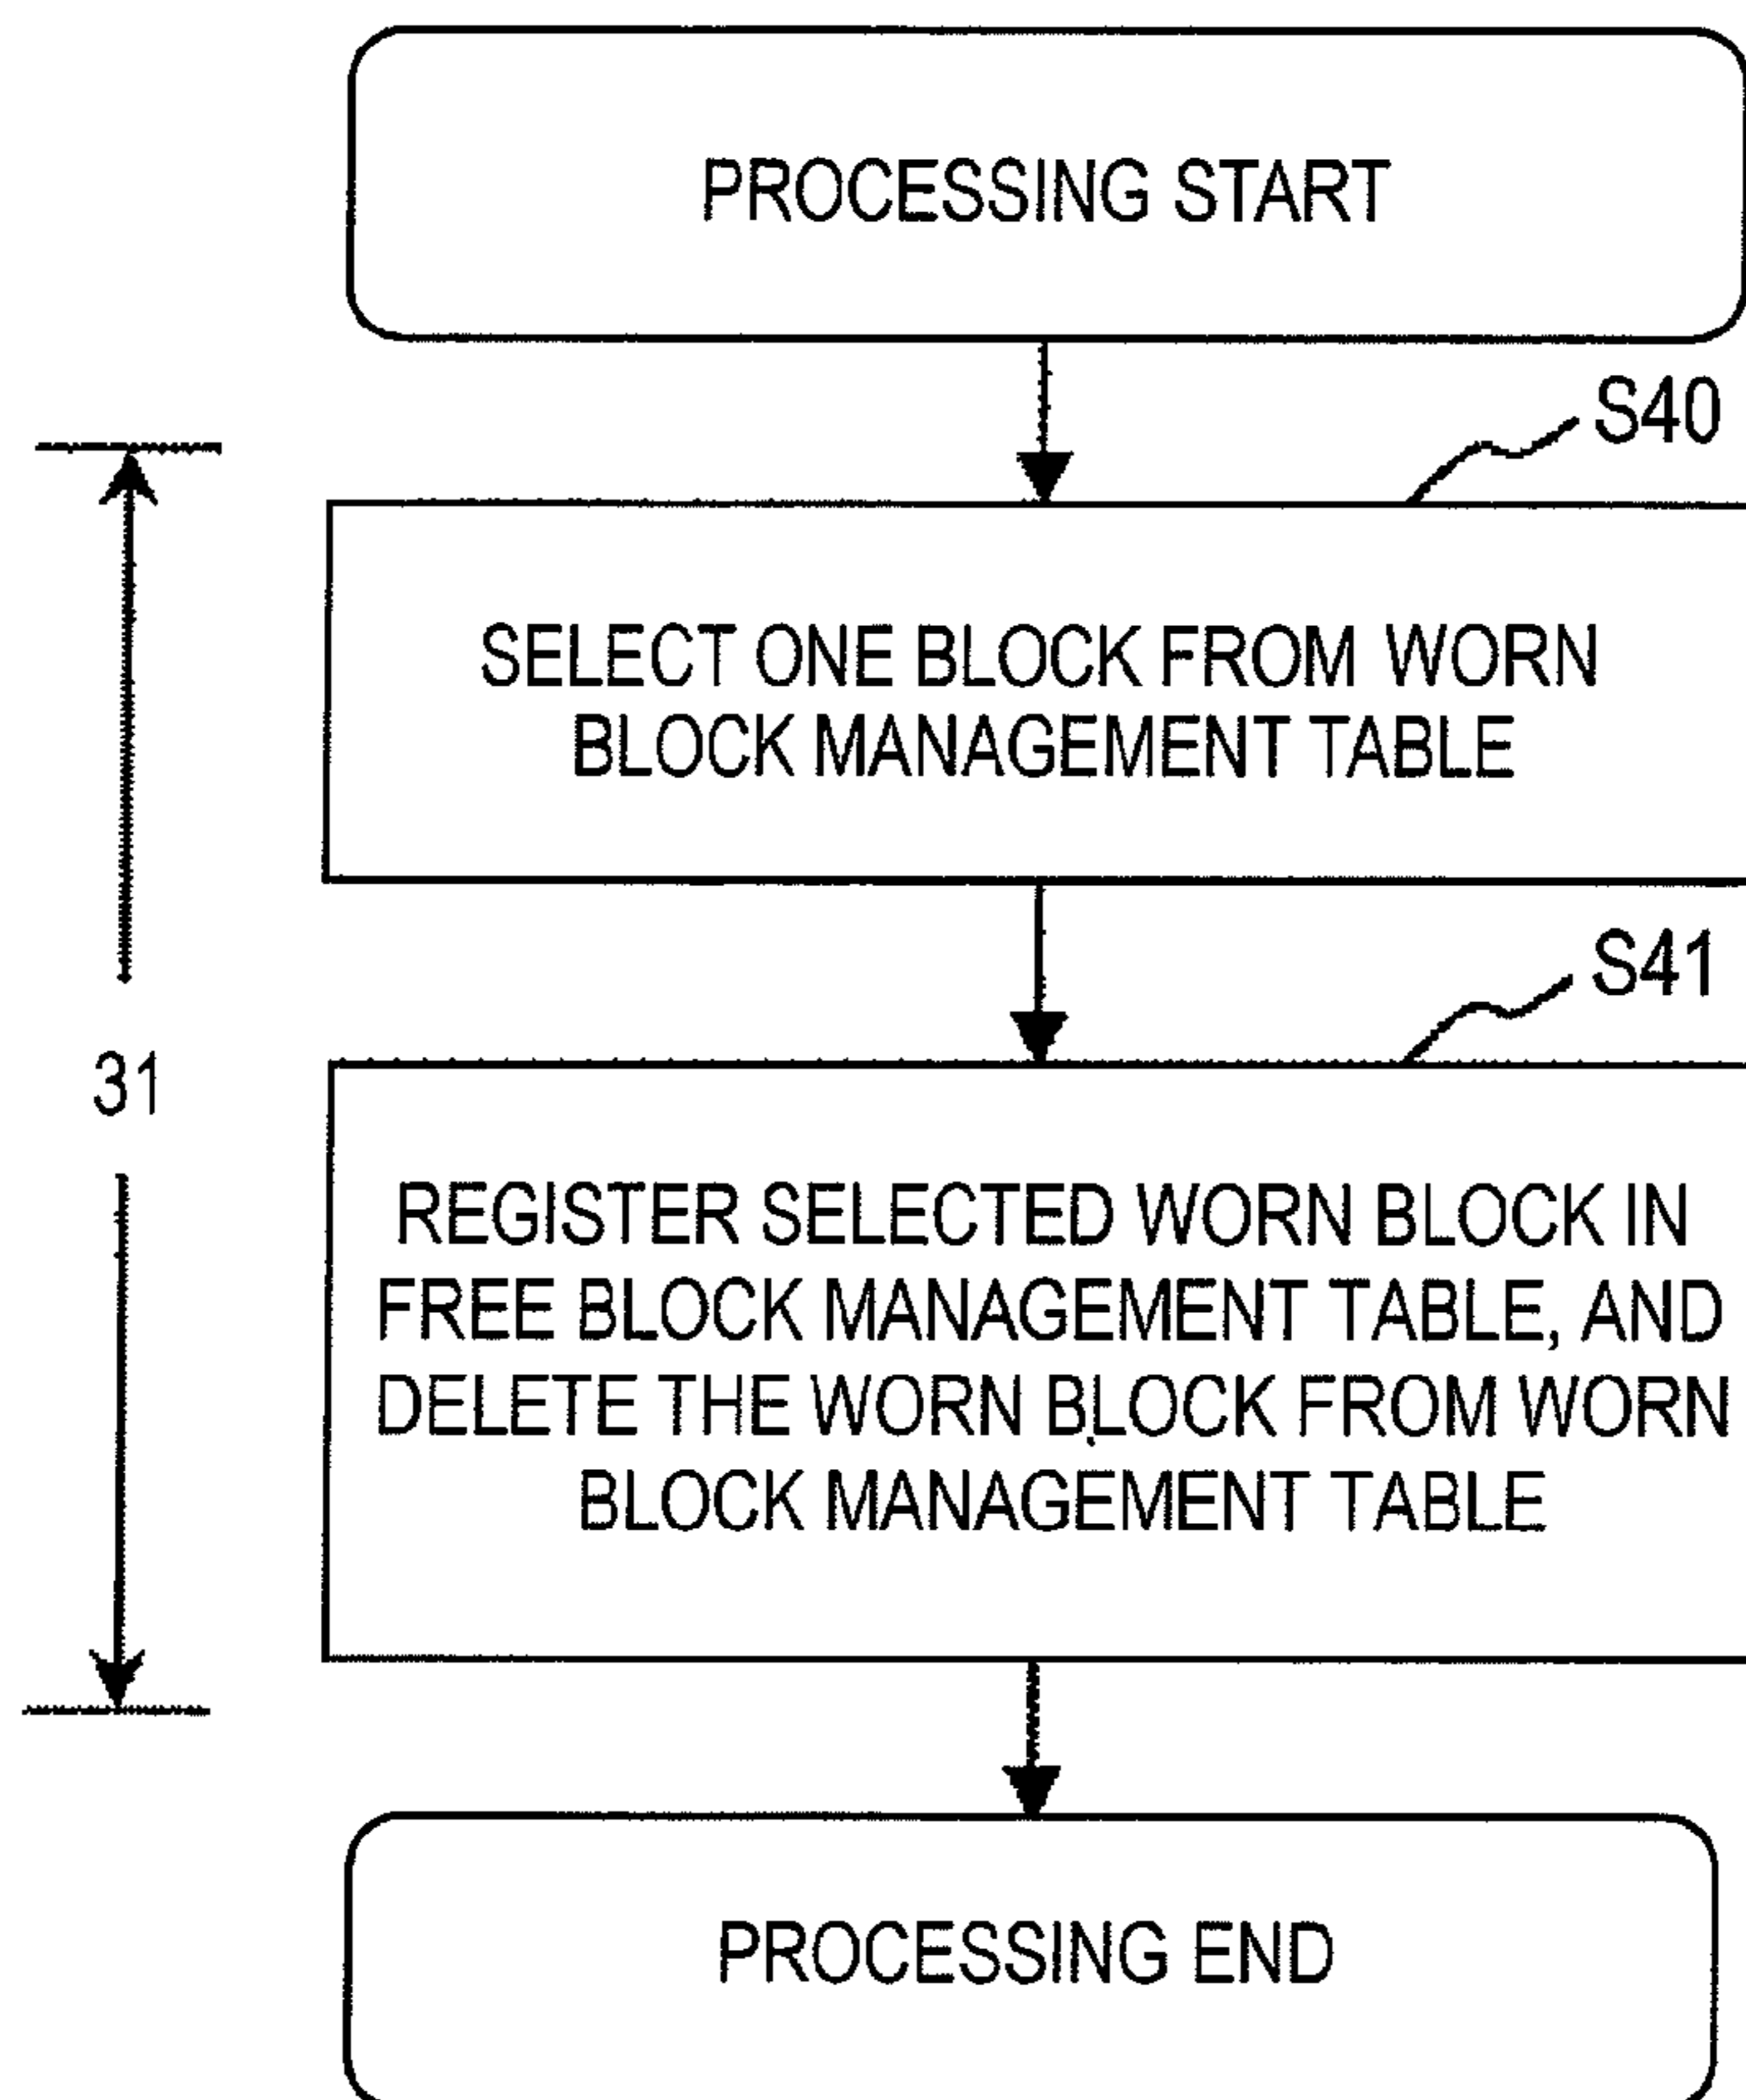 PROCESSING START
S40
SELECT ONE BLOCK FROM WORN
BLOCK MANAGEMENT TABLE
S41
31
REGISTER SELECTED WORN BLOCK IN
FREE BLOCK MANAGEMENT TABLE, AND
DELETE THE WORN BLOCK FROM WORN
BLOCK MANAGEMENT TABLE
PROCESSING END